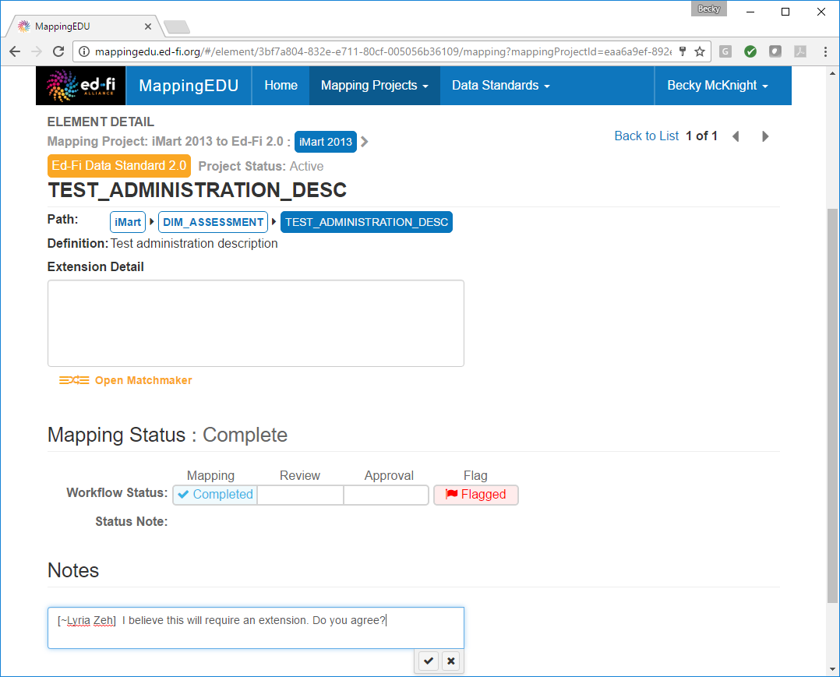 Becky
MappingEDU
mappingedu.ed-fi.org/#/element/3bf7a804-832e-e711-80cf-005056b36109/mapping?mappingProjectId=eaa6a9ef-892e
ed-fi ALLIANCE MappingEDU Home Mapping Projects Data Standards Becky McKnight
ELEMENT DETAIL
Mapping Project: iMart 2013 to Ed-Fi 2.0 : iMart 2013
Back to List 1 of 1
Ed-Fi Data Standard 2.0 Project Status: Active
TEST_ADMINISTRATION_DESC
Path: iMart DIM_ASSESSMENT TEST_ADMINISTRATION_DESC
Definition: Test administration description
Extension Detail
Open Matchmaker
Mapping Status : Complete
Mapping Review Approval Flag
Workflow Status: Completed Flagged
Status Note:
Notes
[~Lyria Zeh] I believe this will require an extension. Do you agree?